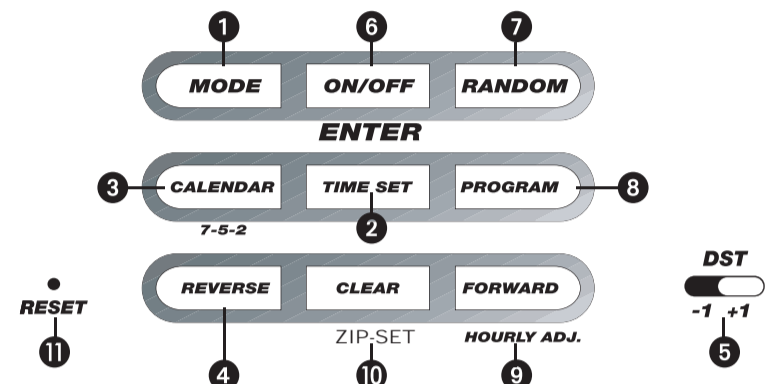 1 6 7
MODE ON/OFF RANDOM
ENTER
3 CALENDAR TIME SET PROGRAM 8
7-5-2 2
DST
REVERSE CLEAR FORWARD
RESET
-1 +1
ZIP-SET HOURLY ADJ.
11 4 10 9 5